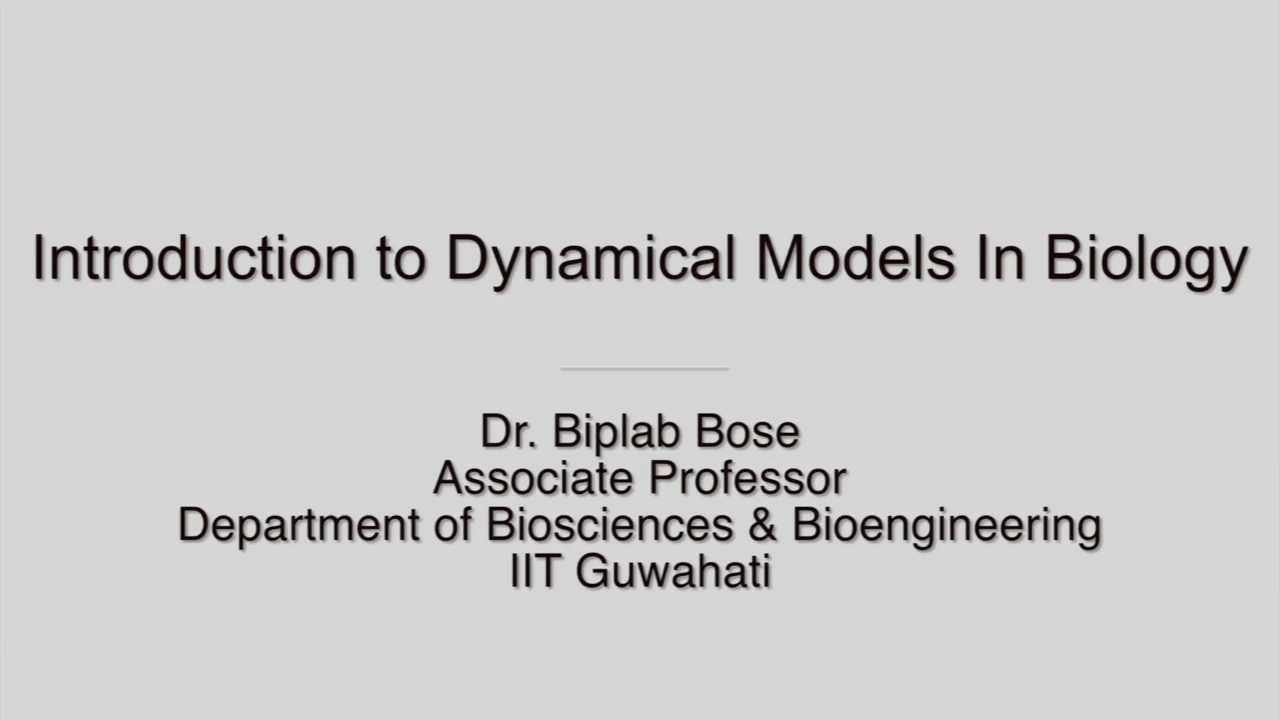 Introduction to Dynamical Models In Biology
Dr. Biplab Bose
Associate Professor
Department of Biosciences & Bioengineering
IIT Guwahati